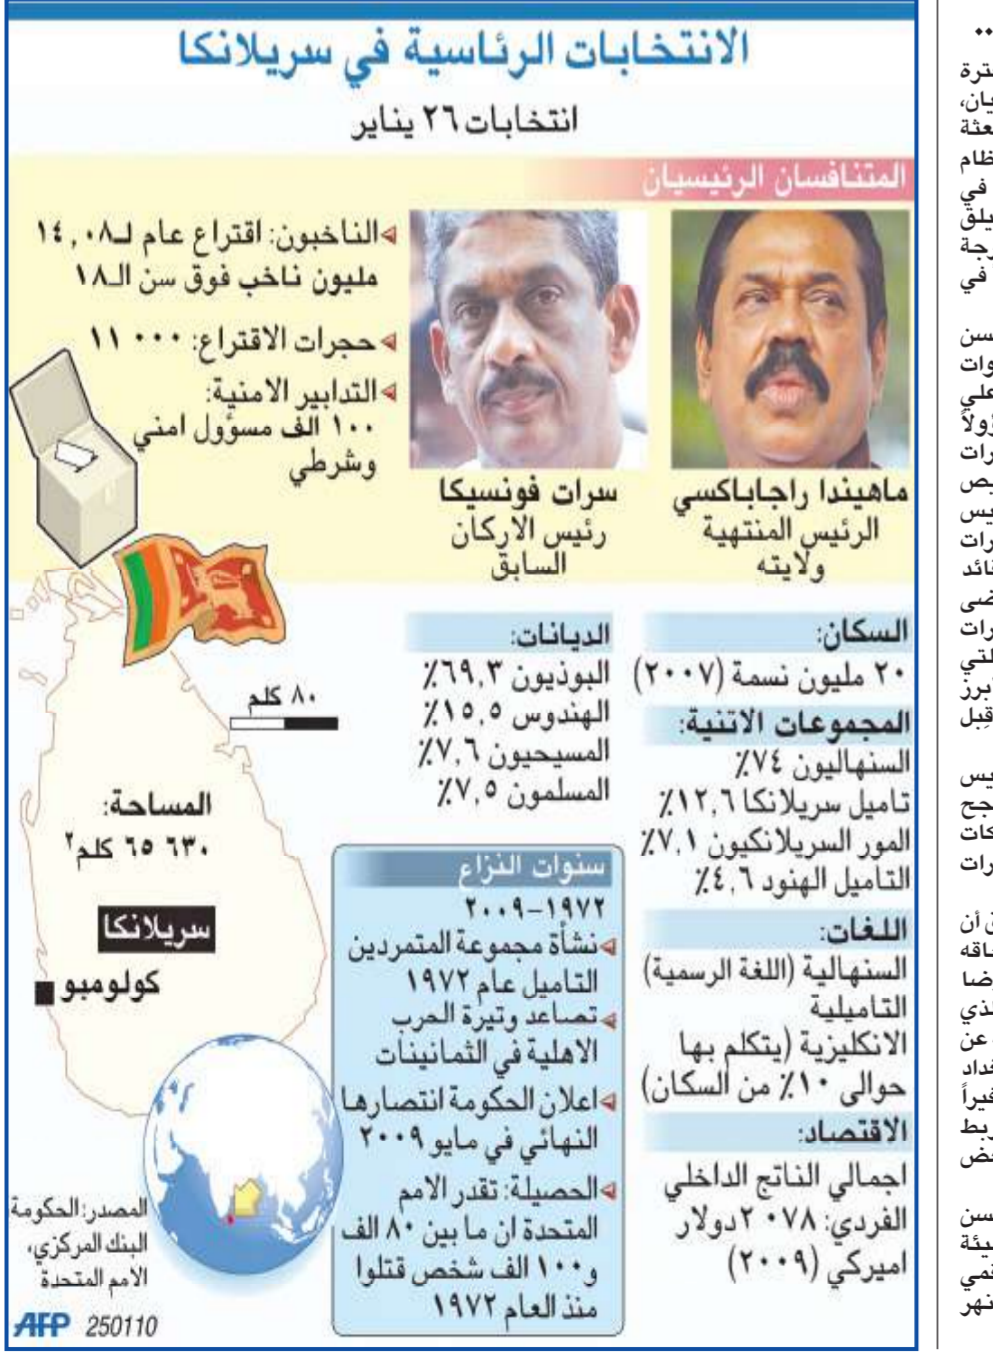 الانتخابات الرئاسية في سريلانكا
انتخابات ٢٦ يناير
المتنافسان الرئيسيان
ماهيندا راجاباكسي
الرئيس المنتهية
ولايته
سرات فونسيكا
رئيس الاركان
السابق
الناخبون: اقتراع عام لـ١٤,٠٨
مليون ناخب فوق سن الـ١٨
حجرات الاقتراع: ٠٠٠ ١١
التدابير الامنية:
١٠٠ الف مسؤول امني
وشرطي
السكان:
٢٠ مليون نسمة (٢٠٠٧)
المجموعات الاتنية:
السنهاليون ٧٤٪
تاميل سريلانكا ١٢,٦٪
المور السريلانكيون ٧,١٪
التاميل الهنود ٤,٦٪
اللغات:
السنهالية (اللغة الرسمية)
التاميلية
الانكليزية (يتكلم بها
حوالى ١٠٪ من السكان)
الاقتصاد:
اجمالي الناتج الداخلي
الفردي: ٠٧٨ ٢دولار
اميركي (٢٠٠٩)
الديانات:
البوذيون ٦٩,٣٪
الهندوس ١٥,٥٪
المسيحيون ٧,٦٪
المسلمون ٧,٥٪
سنوات النزاع
١٩٧٢-٢٠٠٩
نشأة مجموعة المتمردين
التاميل عام ١٩٧٢
تصاعد وتيرة الحرب
الاهلية في الثمانينات
اعلان الحكومة انتصارها
النهائي في مايو ٢٠٠٩
الحصيلة: تقدر الامم
المتحدة ان ما بين ٨٠ الف
و١٠٠ الف شخص قتلوا
منذ العام ١٩٧٢
٨٠ كلم
المساحة:
٦٣٠ ٦٥ كلم٢
سريلانكا
كولومبو
المصدر: الحكومة
البنك المركزي،
الامم المتحدة
AFP 250110